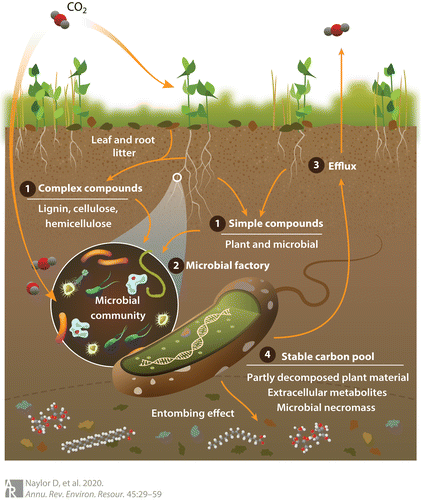 CO2
Leaf and root
litter
1 Complex compounds
Lignin, cellulose,
hemicellulose
3 Efflux
1 Simple compounds
Plant and microbial
2 Microbial factory
Microbial
community
4 Stable carbon pool
Partly decomposed plant material
Extracellular metabolites
Microbial necromass
Entombing effect
AR Naylor D, et al. 2020.
Annu. Rev. Environ. Resour. 45:29–59